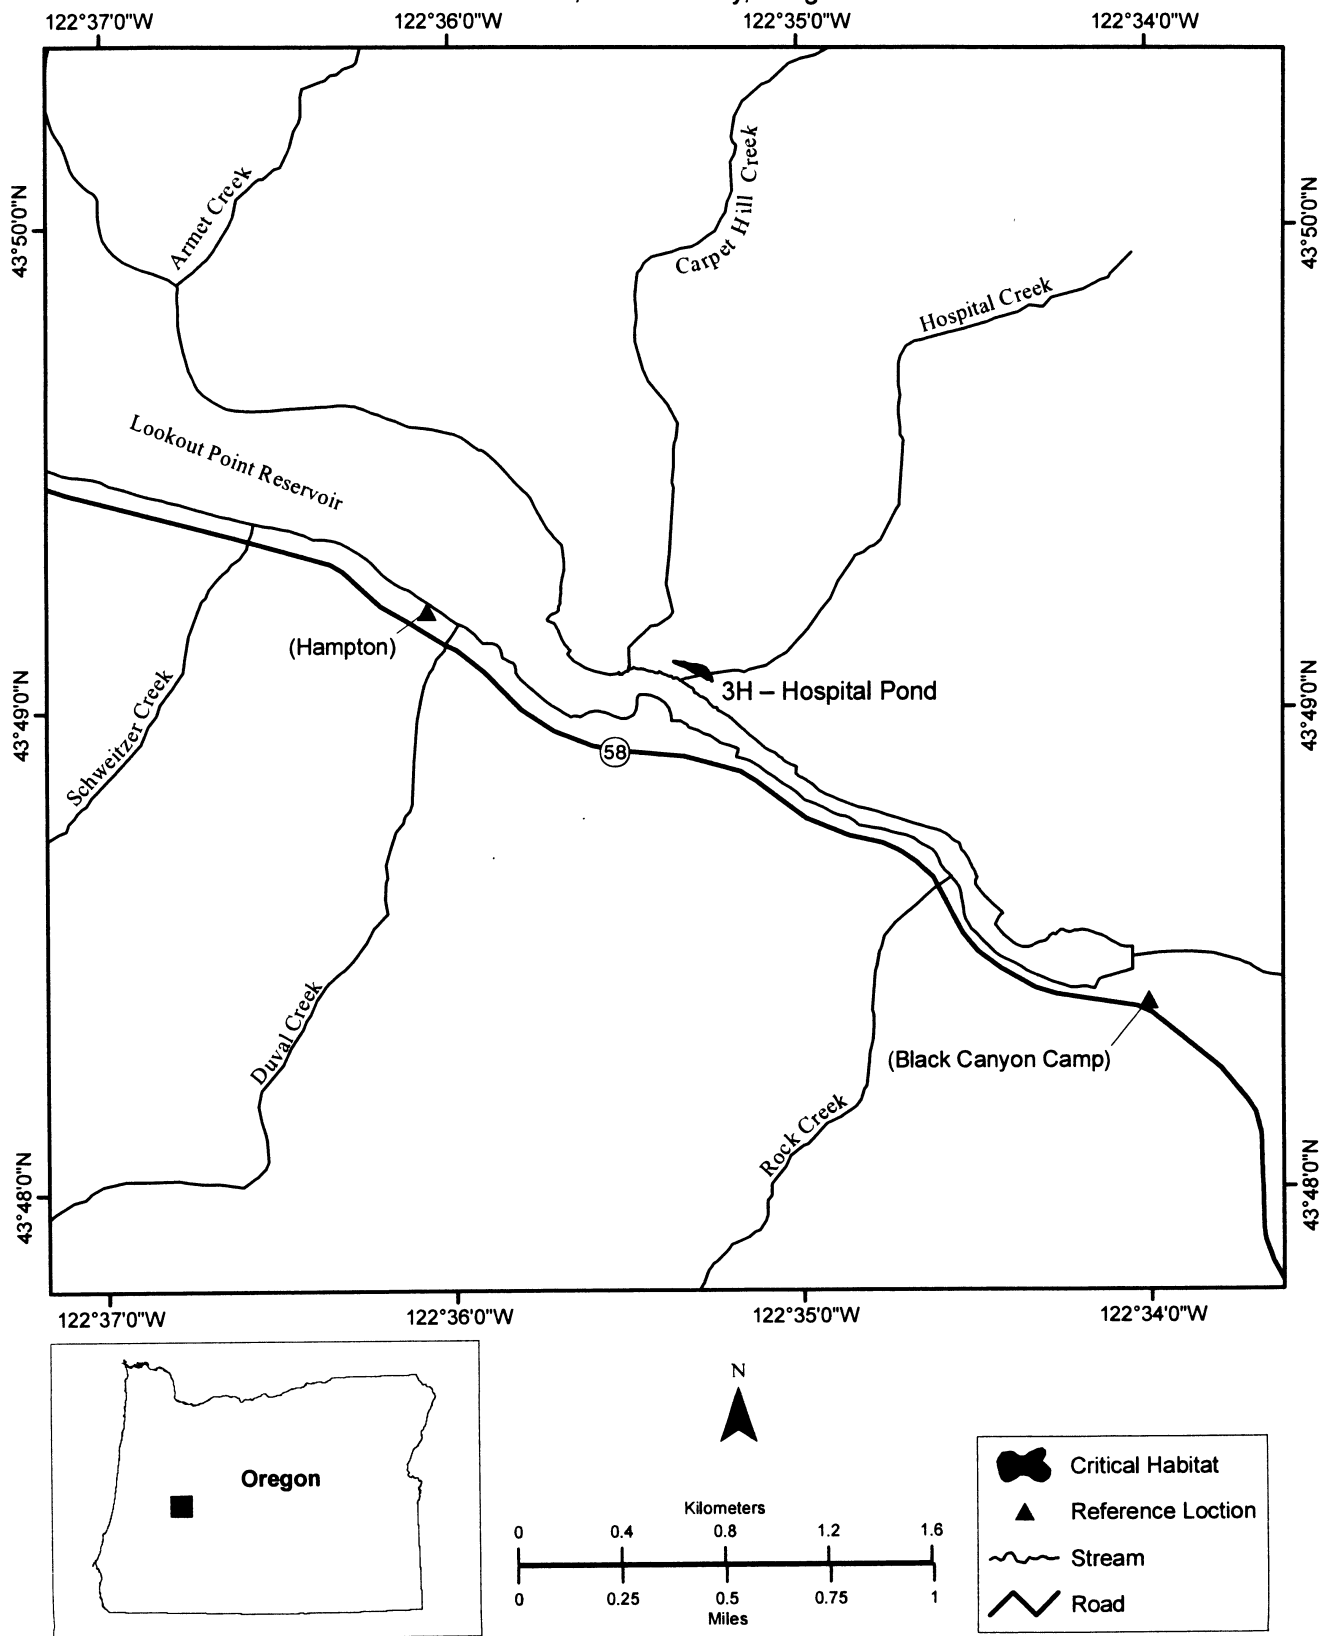 122°37'0"W 122°36'0"W 122°35'0"W 122°34'0"W
43°50'0"N
43°50'0"N
Armet Creek
Carpet Hill Creek
Hospital Creek
Lookout Point Reservoir
(Hampton)
3H – Hospital Pond
43°49'0"N
43°49'0"N
Schweitzer Creek
58
Duval Creek
(Black Canyon Camp)
Rock Creek
43°48'0"N
43°48'0"N
122°37'0"W 122°36'0"W 122°35'0"W 122°34'0"W
Oregon
N
Kilometers
0 0.4 0.8 1.2 1.6
0 0.25 0.5 0.75 1
Miles
Critical Habitat
Reference Loction
Stream
Road